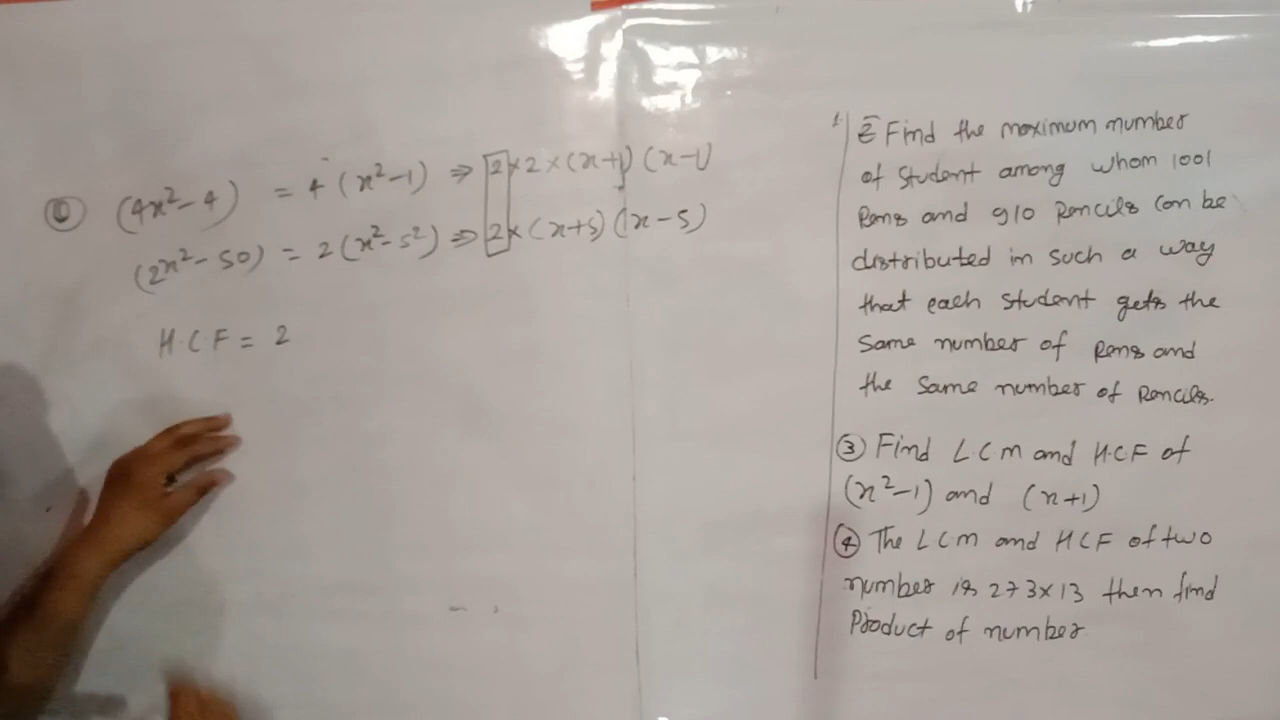 (4x²-4) = 4(x²-1) ⇒ 2×2×(x+1)(x-1)
(2x²-50) = 2(x²-5²) ⇒ 2×(x+5)(x-5)
H.C.F = 2
1. Find the maximum number
of Student among whom 1001
Pens and 910 Pencils can be
distributed in such a way
that each student gets the
Same number of Pens and
the Same number of Pencils.
③ Find L.C.M and H.C.F of
(x²-1) and (x+1)
④ The LCM and HCF of two
number is 273×13 then find
Product of number